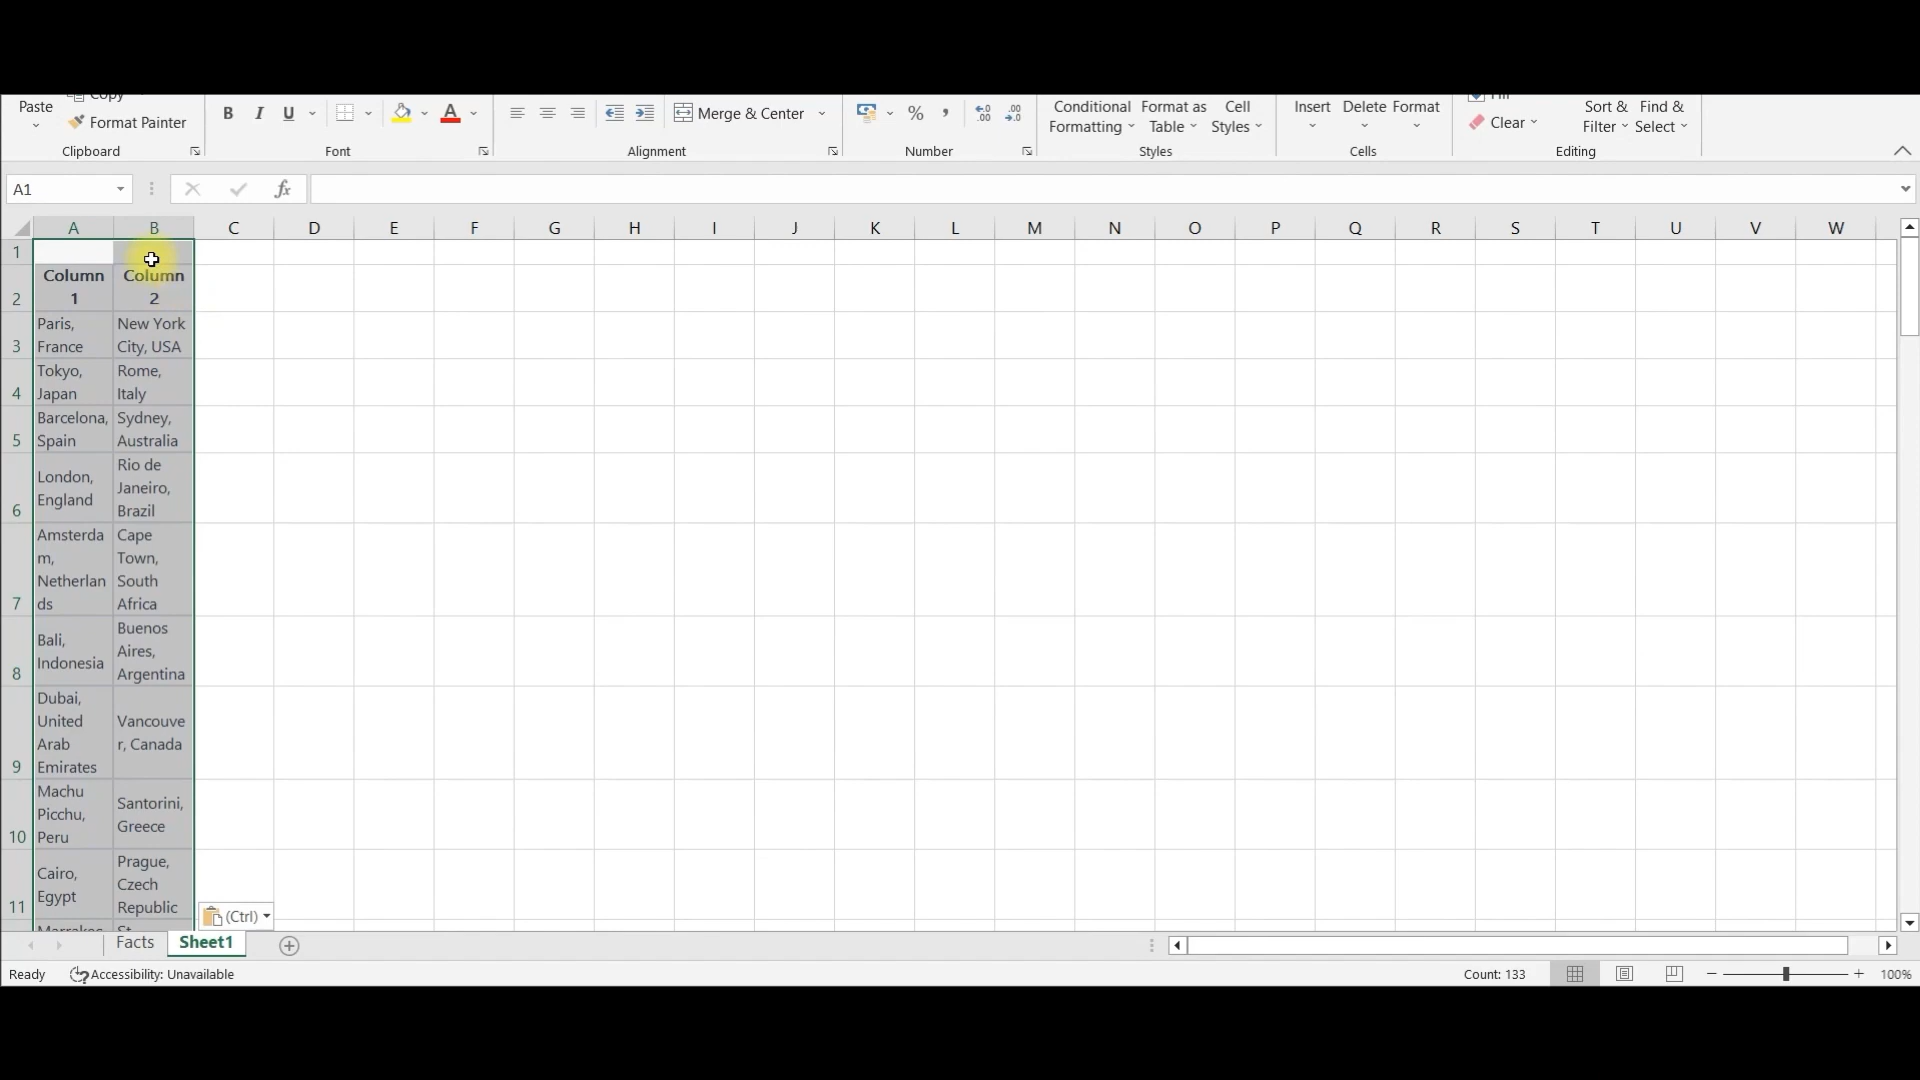 Copy
Fill
Paste
Format Painter
B I U A
Merge & Center
% ,
Conditional Formatting
Format as Table
Cell Styles
Insert Delete Format
Clear
Sort & Filter
Find & Select
Clipboard Font Alignment Number Styles Cells Editing
A1 fx
A B C D E F G H I J K L M N O P Q R S T U V W
1
2 Column 1 Column 2
3 Paris, France New York City, USA
4 Tokyo, Japan Rome, Italy
5 Barcelona, Spain Sydney, Australia
6 London, England Rio de Janeiro, Brazil
7 Amsterdam, Netherlands Cape Town, South Africa
8 Bali, Indonesia Buenos Aires, Argentina
9 Dubai, United Arab Emirates Vancouver, Canada
10 Machu Picchu, Peru Santorini, Greece
11 Cairo, Egypt Prague, Czech Republic
(Ctrl)
Facts Sheet1
Ready Accessibility: Unavailable Count: 133 100%